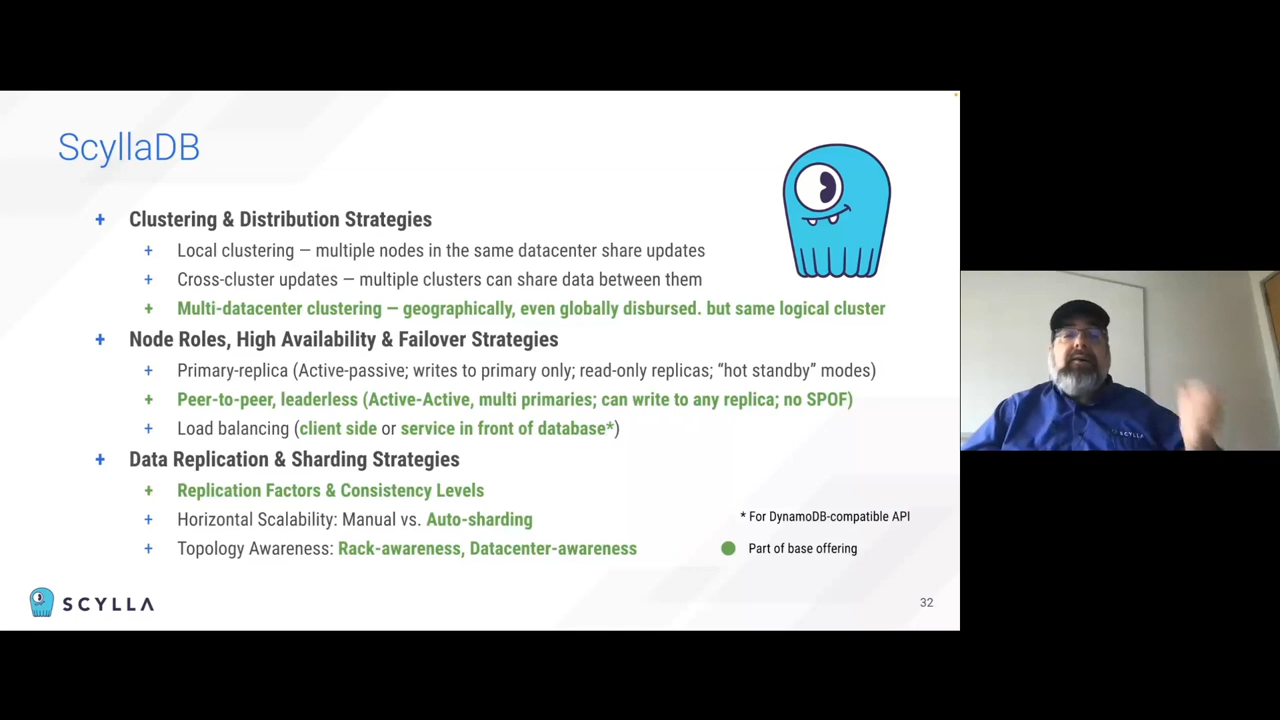 ScyllaDB
+ Clustering & Distribution Strategies
+ Local clustering — multiple nodes in the same datacenter share updates
+ Cross-cluster updates — multiple clusters can share data between them
+ Multi-datacenter clustering — geographically, even globally disbursed. but same logical cluster
+ Node Roles, High Availability & Failover Strategies
+ Primary-replica (Active-passive; writes to primary only; read-only replicas; “hot standby” modes)
+ Peer-to-peer, leaderless (Active-Active, multi primaries; can write to any replica; no SPOF)
+ Load balancing (client side or service in front of database*)
+ Data Replication & Sharding Strategies
+ Replication Factors & Consistency Levels
+ Horizontal Scalability: Manual vs. Auto-sharding
+ Topology Awareness: Rack-awareness, Datacenter-awareness
* For DynamoDB-compatible API
Part of base offering
SCYLLA
32
SCYLLA